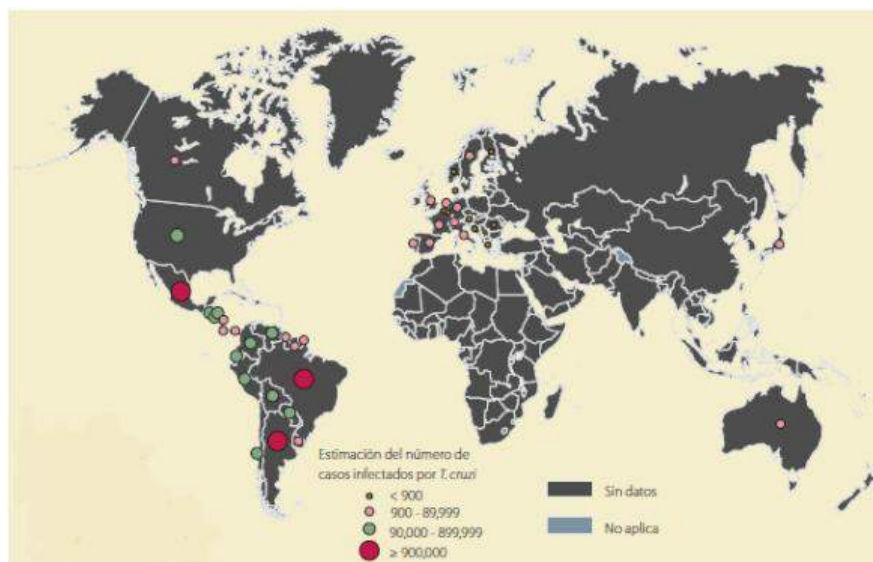 Estimación del número de
casos infectados por T. cruzi
< 900
900 - 89,999
90,000 - 899,999
≥ 900,000
Sin datos
No aplica